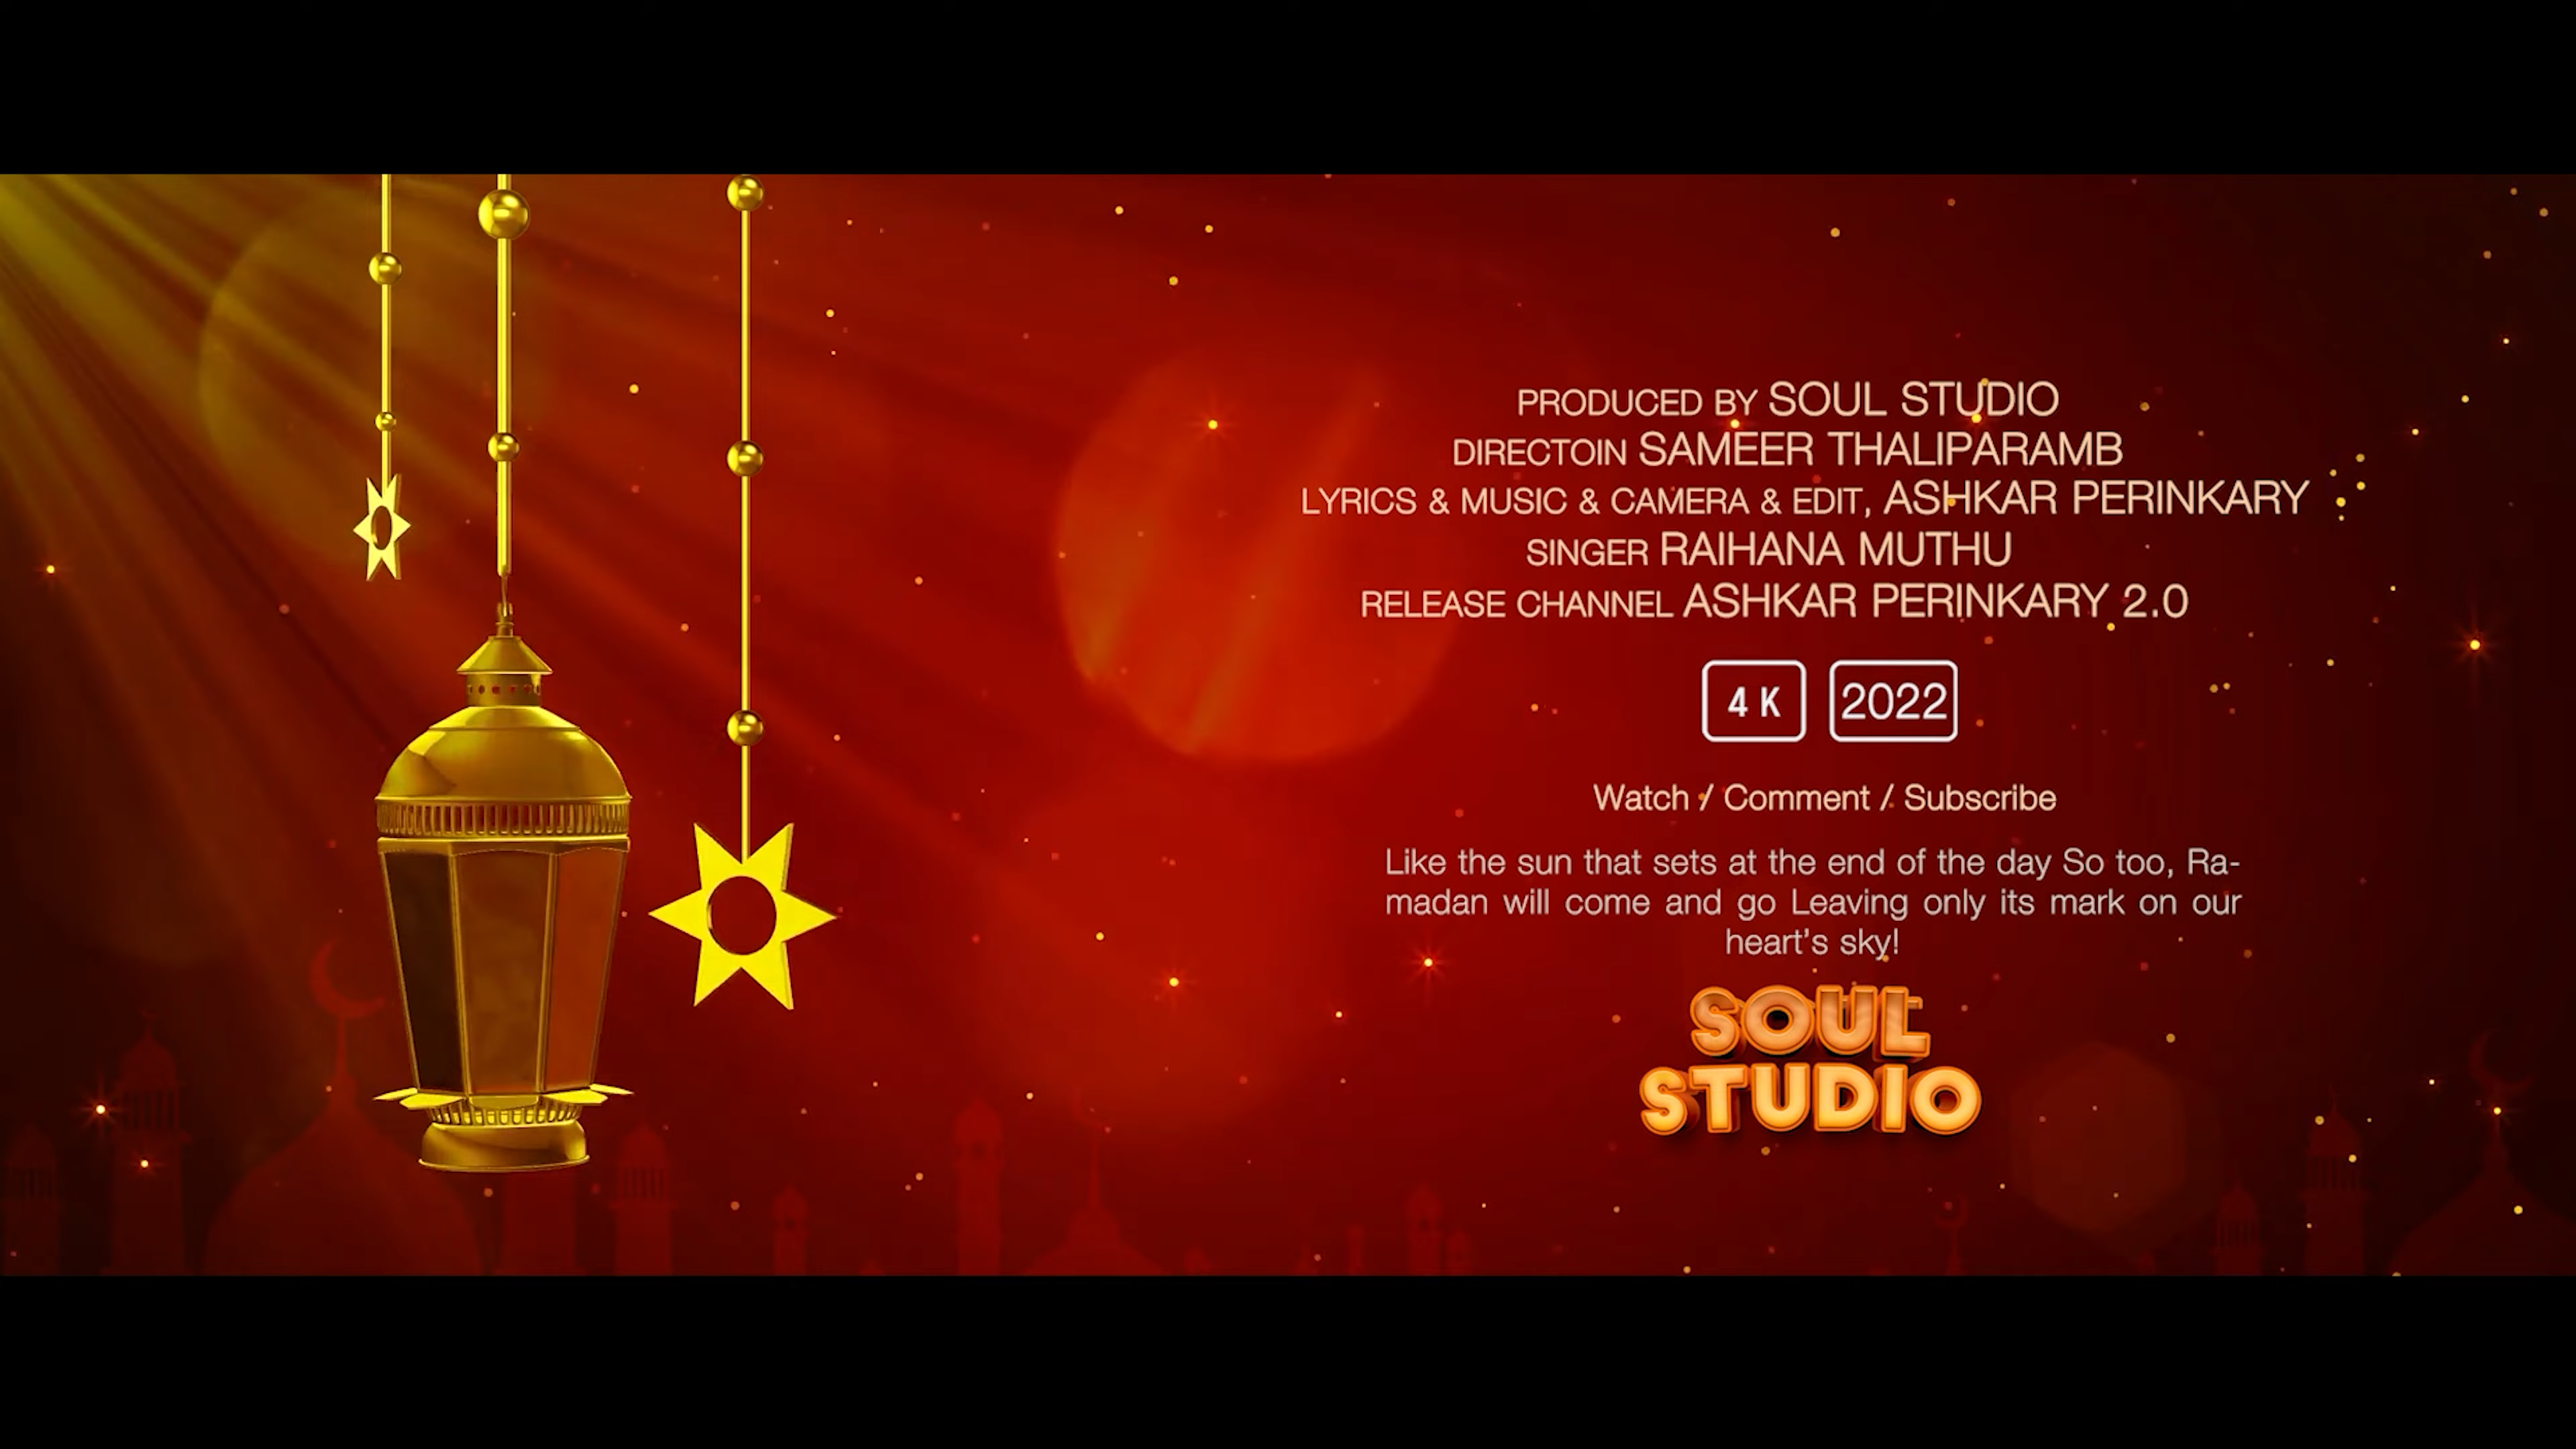 PRODUCED BY SOUL STUDIO
DIRECTOIN SAMEER THALIPARAMB
LYRICS & MUSIC & CAMERA & EDIT, ASHKAR PERINKARY
SINGER RAIHANA MUTHU
RELEASE CHANNEL ASHKAR PERINKARY 2.0
4 K 2022
Watch / Comment / Subscribe
Like the sun that sets at the end of the day So too, Ra-
madan will come and go Leaving only its mark on our
heart's sky!
SOUL
STUDIO